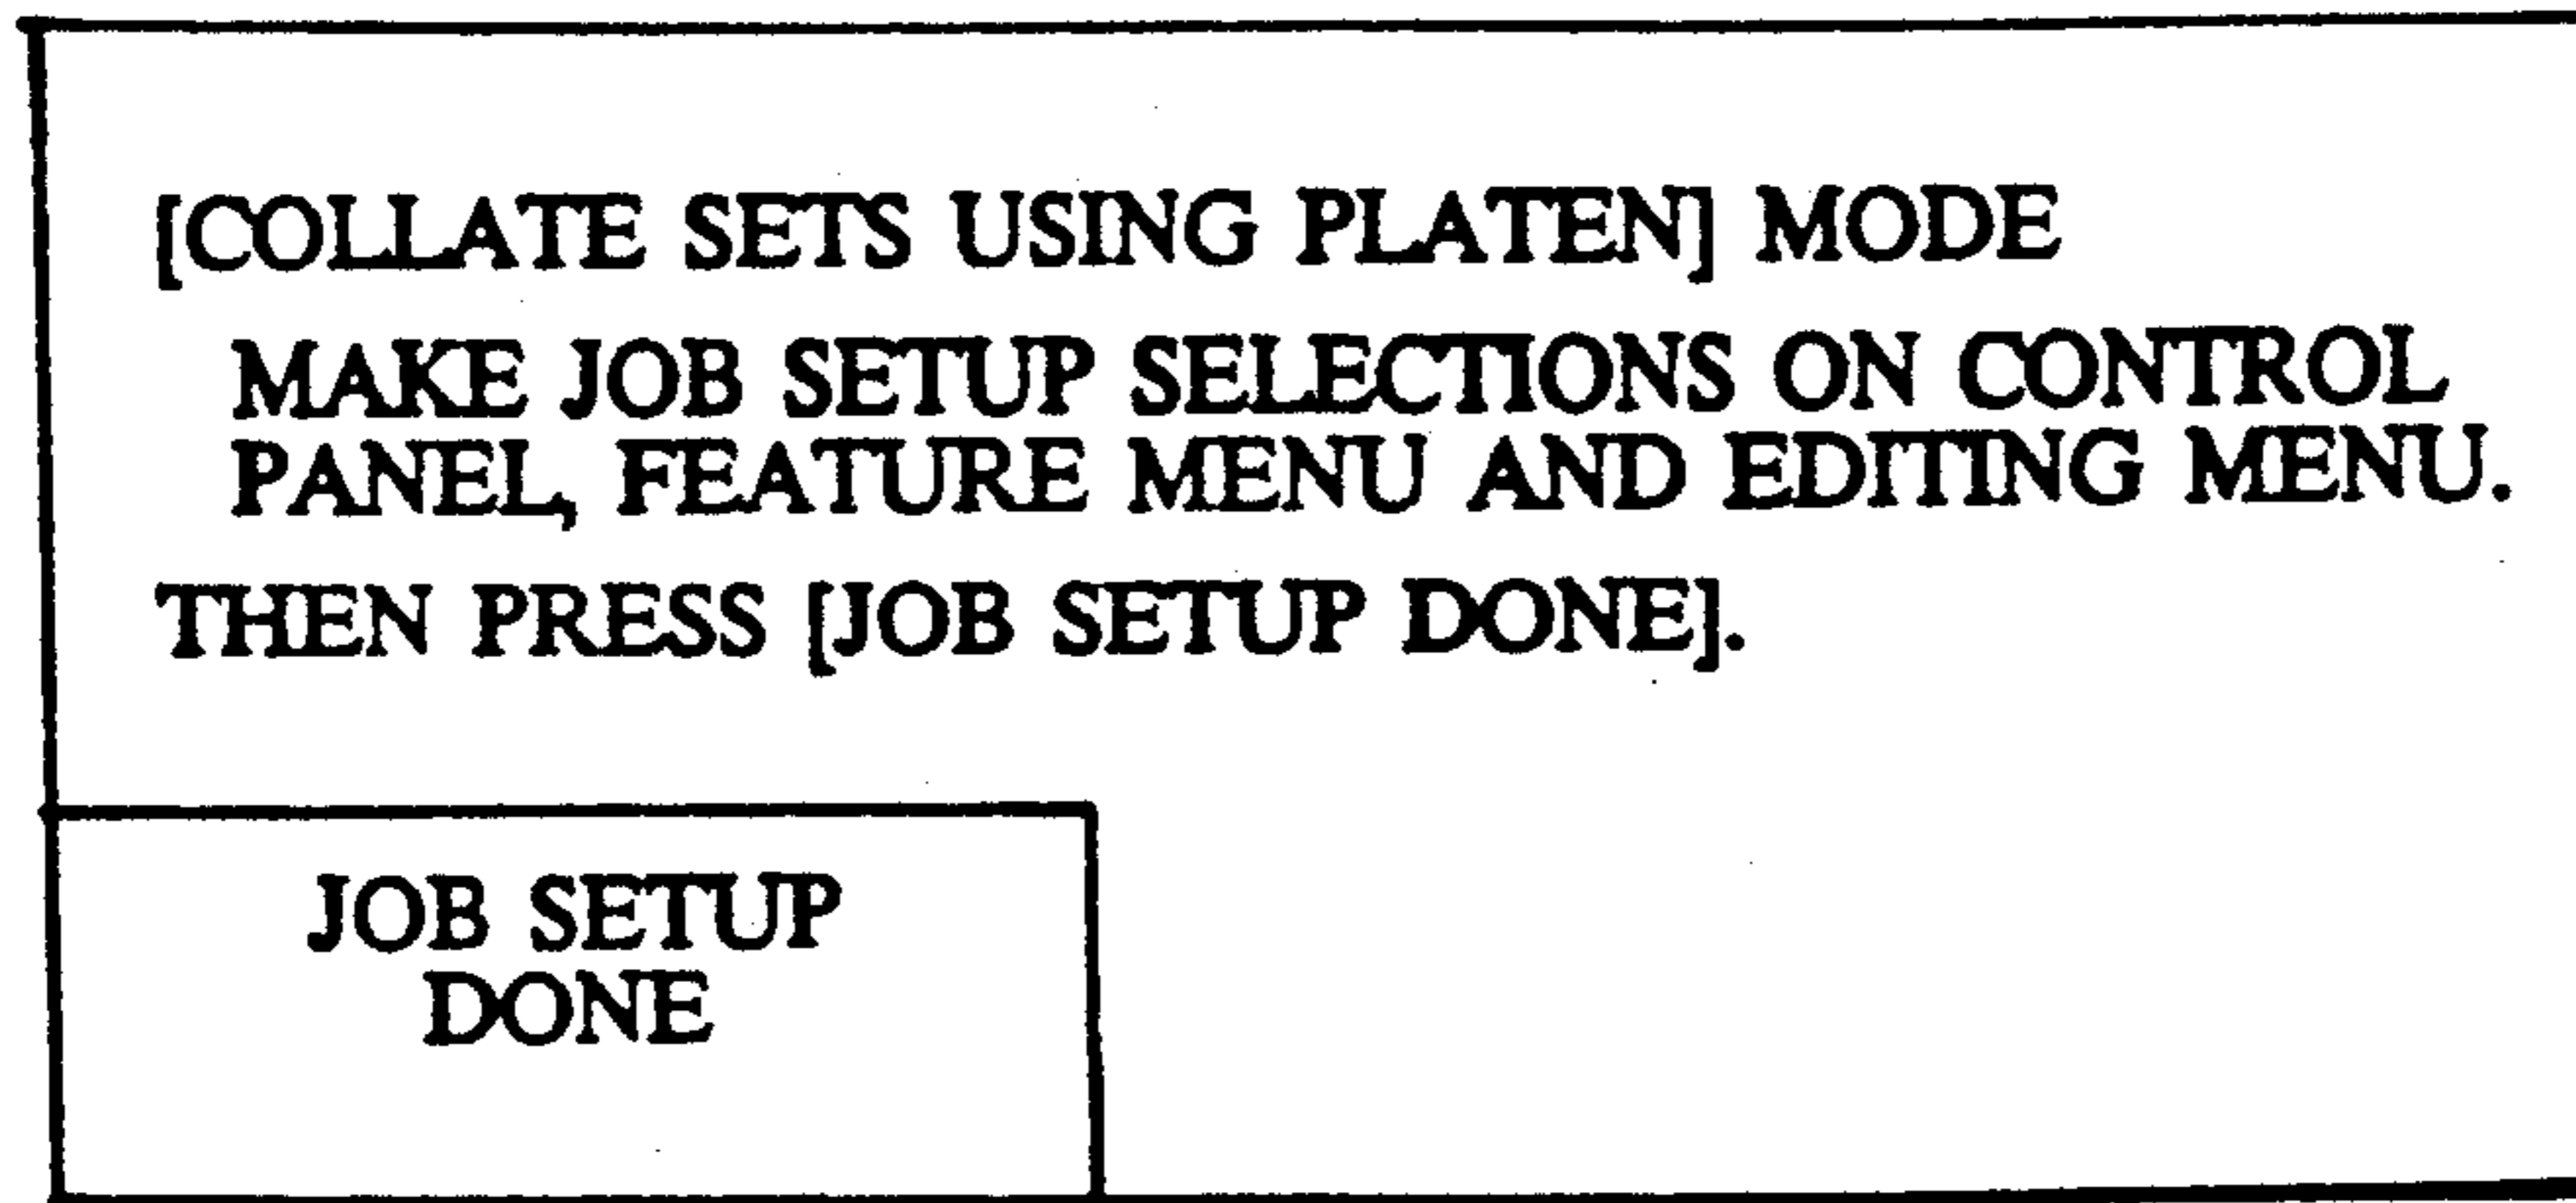 [COLLATE SETS USING PLATEN] MODE
MAKE JOB SETUP SELECTIONS ON CONTROL
PANEL, FEATURE MENU AND EDITING MENU.
THEN PRESS [JOB SETUP DONE].
JOB SETUP
DONE